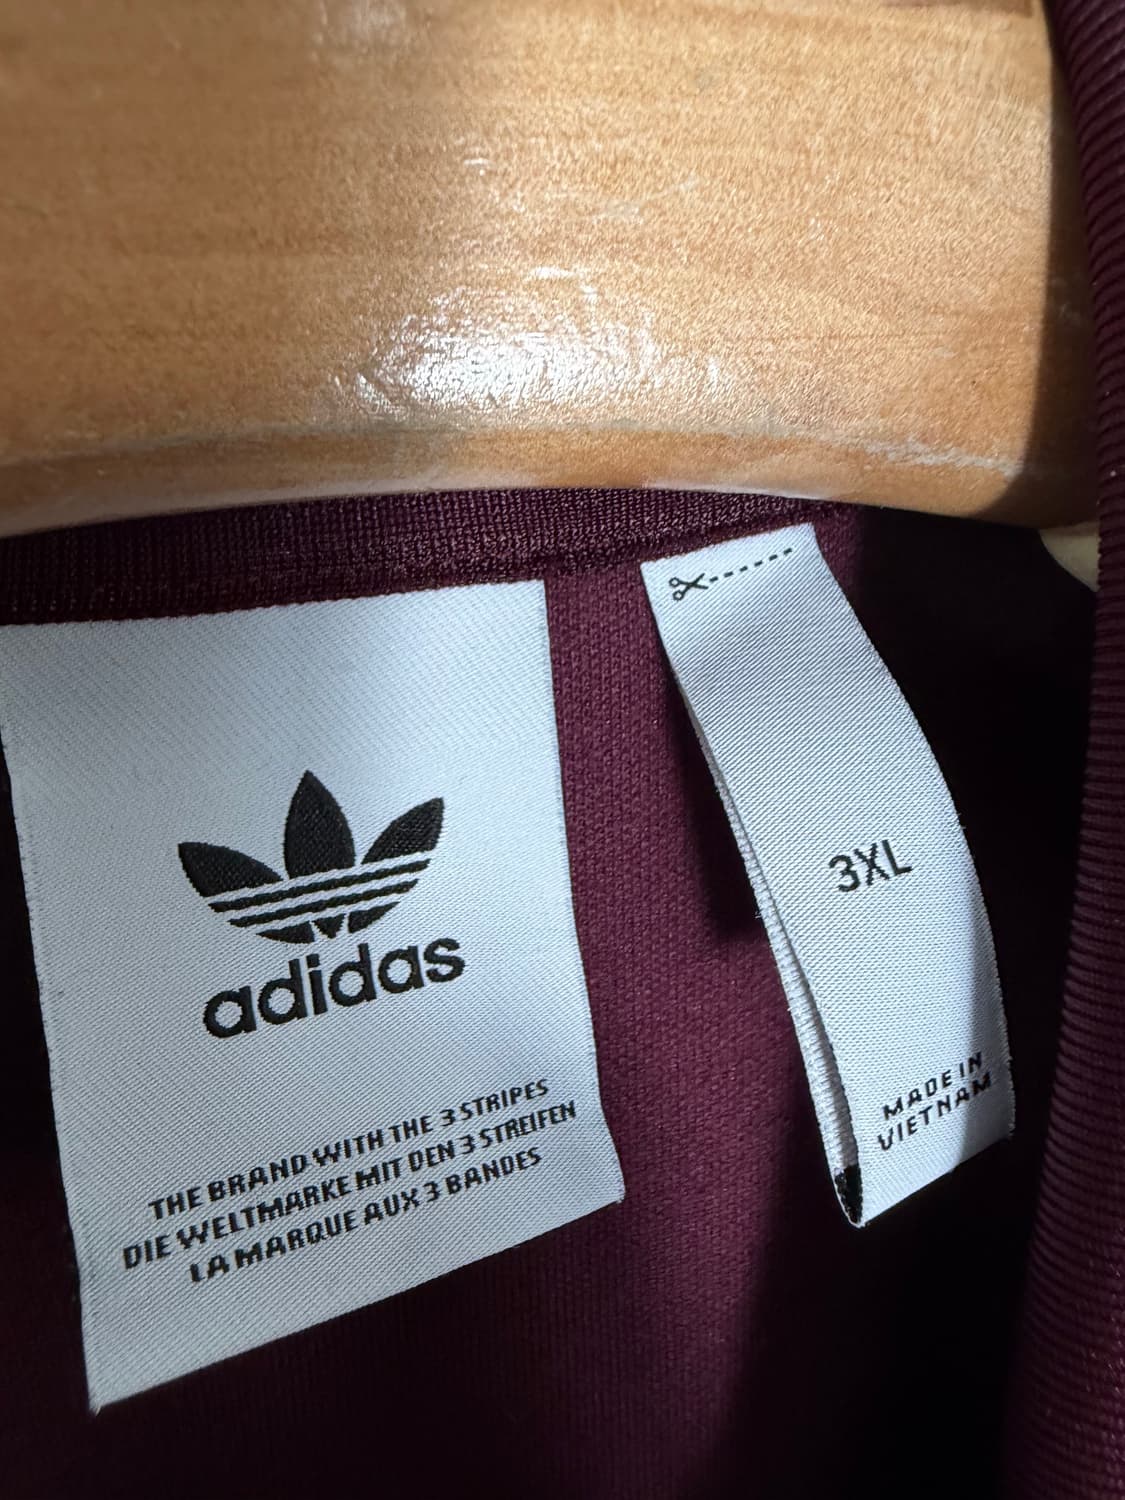 adidas
THE BRAND WITH THE 3 STRIPES
DIE WELTMARKE MIT DEN 3 STREIFEN
LA MARQUE AUX 3 BANDES
3XL
MADE IN
VIETNAM